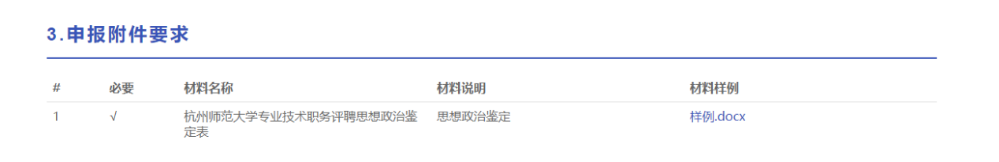 3.申报附件要求
# 必要 材料名称 材料说明 材料样例
1 √ 杭州师范大学专业技术职务评聘思想政治鉴 思想政治鉴定 样例.docx
定表